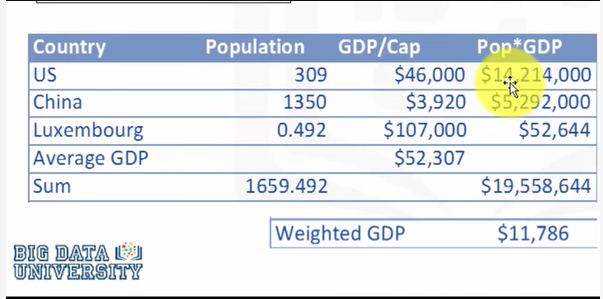 Country Population GDP/Cap Pop*GDP
US 309 $46,000 $14,214,000
China 1350 $3,920 $5,292,000
Luxembourg 0.492 $107,000 $52,644
Average GDP $52,307
Sum 1659.492 $19,558,644
Weighted GDP $11,786
BIG DATA
UNIVERSITY